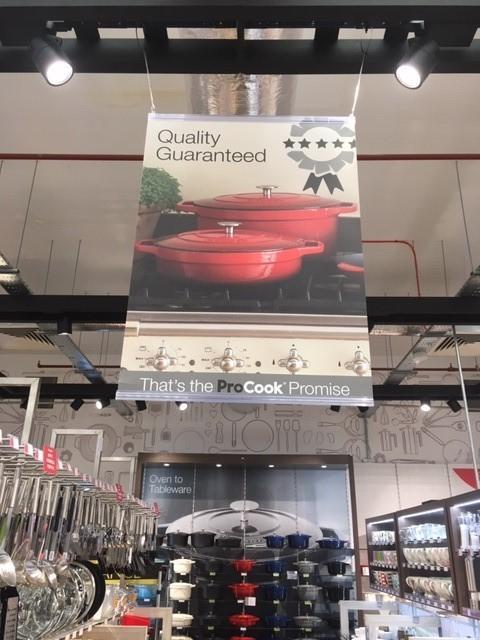 Quality
Guaranteed
That's the ProCook® Promise
Oven to
Tableware